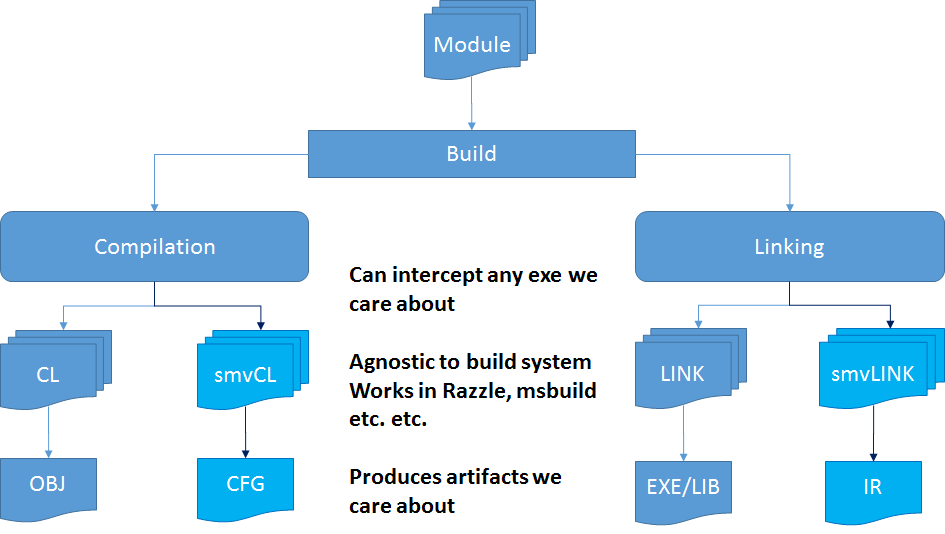 Module
Build
Compilation
Linking
Can intercept any exe we
care about
CL
smvCL
Agnostic to build system
Works in Razzle, msbuild
etc. etc.
LINK
smvLINK
OBJ
CFG
Produces artifacts we
care about
EXE/LIB
IR